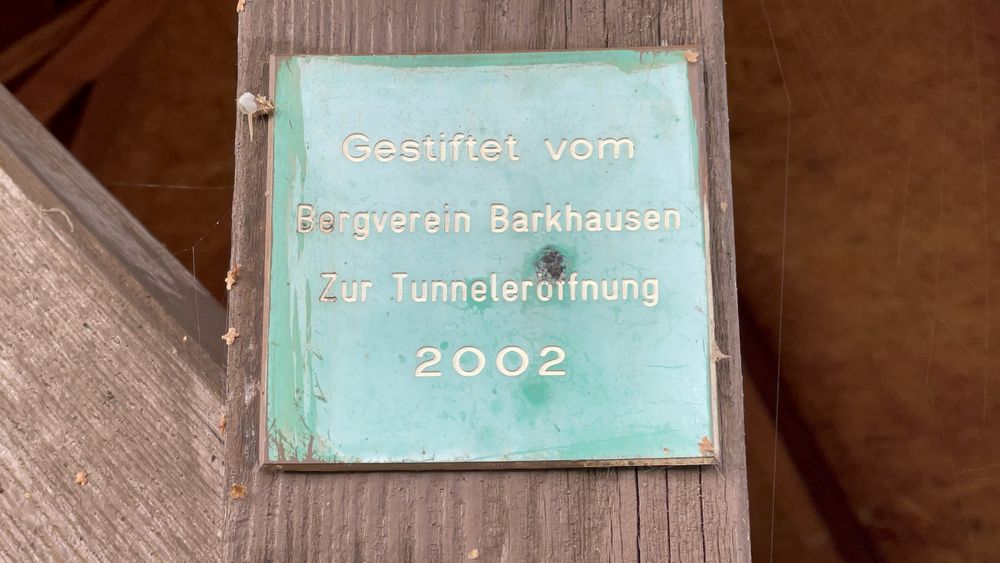 Gestiftet vom
Bergverein Barkhausen
Zur Tunneleröffnung
2002